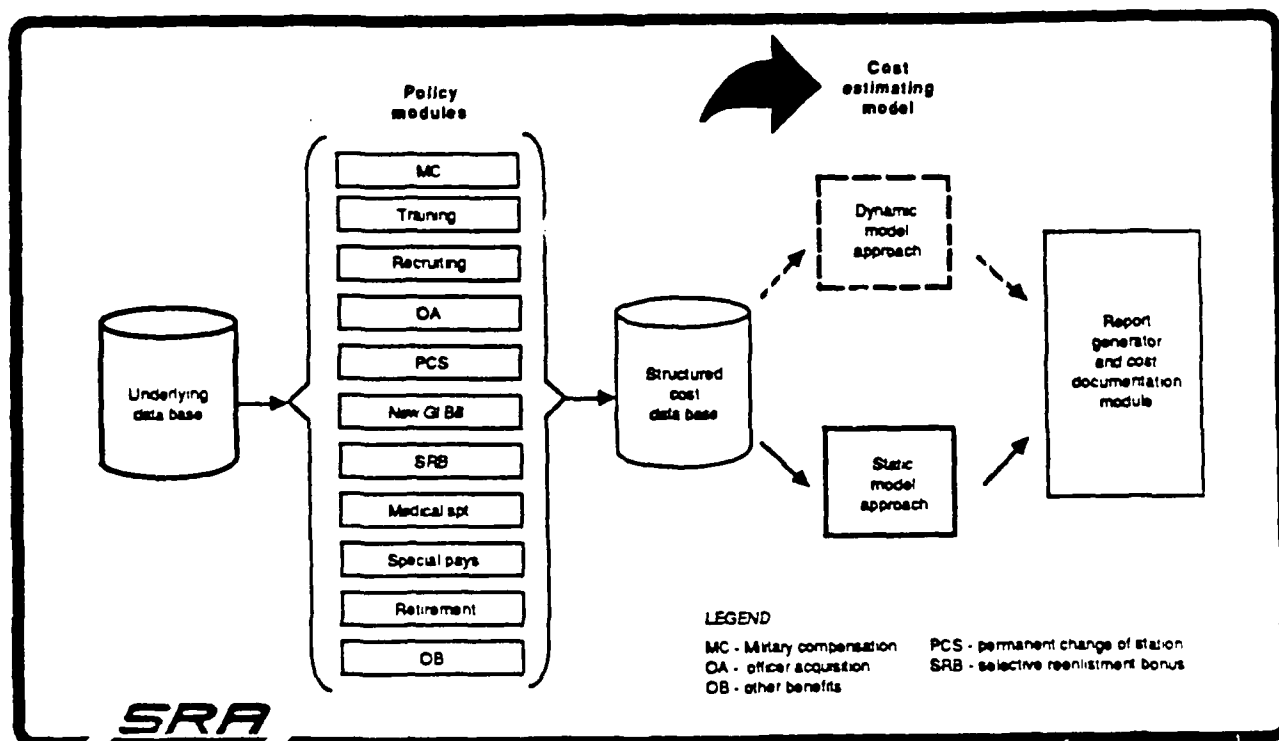 Policy
modules
Cost
estimating
model
MC
Training
Recruiting
OA
PCS
New GI Bill
SRB
Medical spt
Special pays
Retirement
OB
Underlying
data base
Structured
cost
data base
Dynamic
model
approach
Static
model
approach
Report
generator
and cost
documentation
module
LEGEND
MC - Military compensation
OA - officer acquisition
OB - other benefits
PCS - permanent change of station
SRB - selective reenlistment bonus
SRA